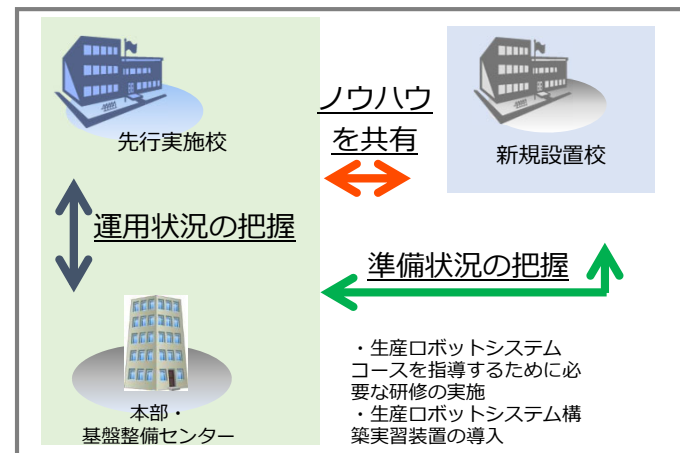 先行実施校
ノウハウ
を共有
新規設置校
運用状況の把握
準備状況の把握
本部・
基盤整備センター
・生産ロボットシステム
コースを指導するために必
要な研修の実施
・生産ロボットシステム構
築実習装置の導入